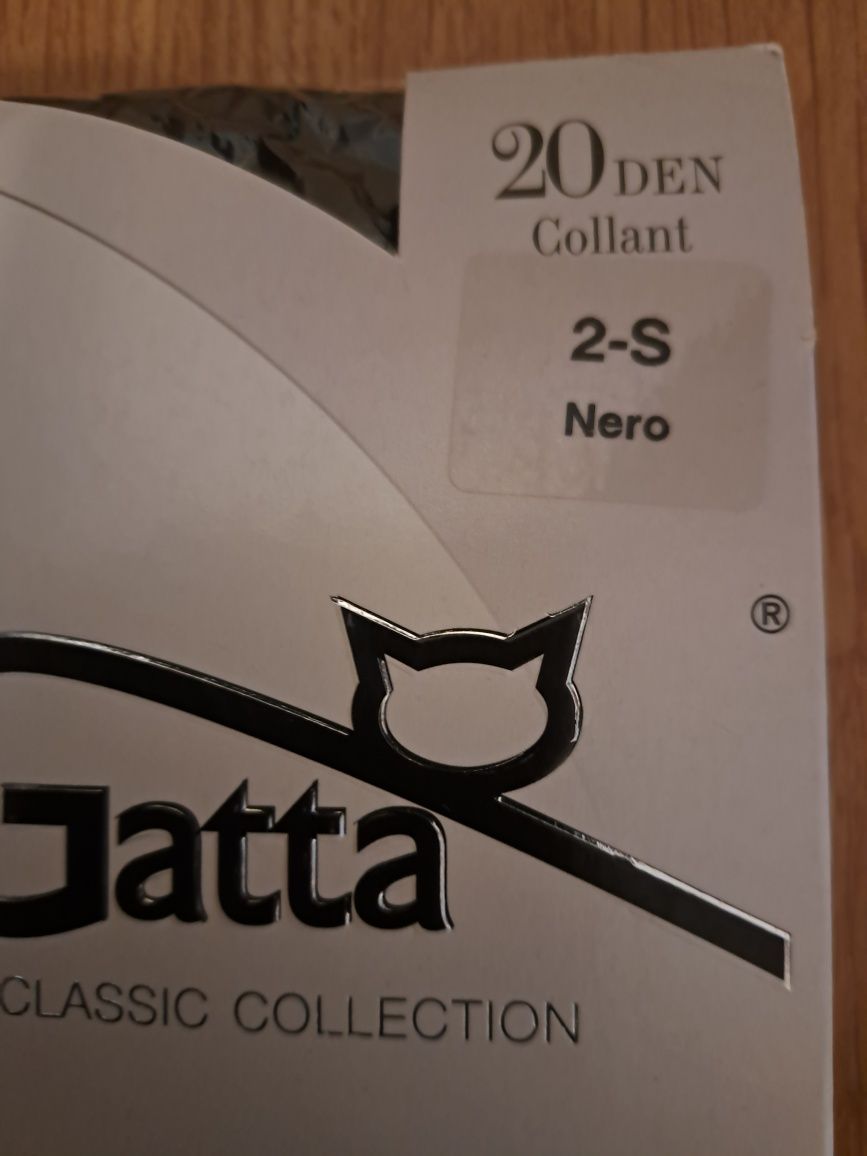 20 DEN
Collant
2-S
Nero
®
Gatta
CLASSIC COLLECTION